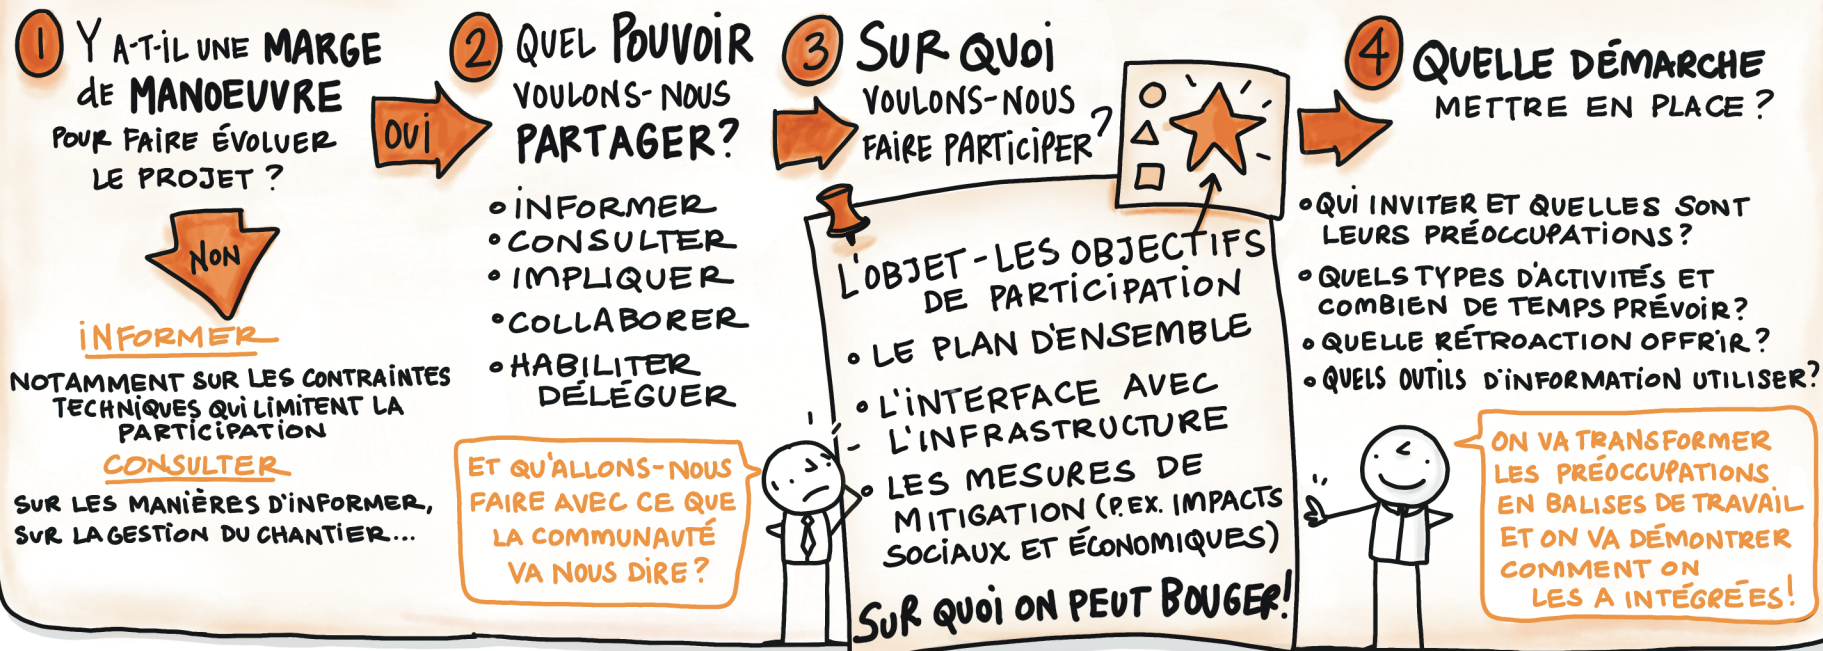 1 Y A-T-IL UNE MARGE
DE MANOEUVRE
POUR FAIRE ÉVOLUER
LE PROJET ?
OUI
NON
INFORMER
NOTAMMENT SUR LES CONTRAINTES
TECHNIQUES QUI LIMITENT LA
PARTICIPATION
CONSULTER
SUR LES MANIÈRES D'INFORMER,
SUR LA GESTION DU CHANTIER...
2 QUEL POUVOIR
VOULONS-NOUS
PARTAGER ?
• INFORMER
• CONSULTER
• IMPLIQUER
• COLLABORER
• HABILITER
DÉLÉGUER
ET QU'ALLONS-NOUS
FAIRE AVEC CE QUE
LA COMMUNAUTÉ
VA NOUS DIRE ?
3 SUR QUOI
VOULONS-NOUS
FAIRE PARTICIPER ?
L'OBJET - LES OBJECTIFS
DE PARTICIPATION
• LE PLAN D'ENSEMBLE
• L'INTERFACE AVEC
L'INFRASTRUCTURE
• LES MESURES DE
MITIGATION (P. EX. IMPACTS
SOCIAUX ET ÉCONOMIQUES)
SUR QUOI ON PEUT BOUGER !
4 QUELLE DÉMARCHE
METTRE EN PLACE ?
• QUI INVITER ET QUELLES SONT
LEURS PRÉOCCUPATIONS ?
• QUELS TYPES D'ACTIVITÉS ET
COMBIEN DE TEMPS PRÉVOIR ?
• QUELLE RÉTROACTION OFFRIR ?
• QUELS OUTILS D'INFORMATION UTILISER ?
ON VA TRANSFORMER
LES PRÉOCCUPATIONS
EN BALISES DE TRAVAIL
ET ON VA DÉMONTRER
COMMENT ON
LES A INTÉGRÉES !